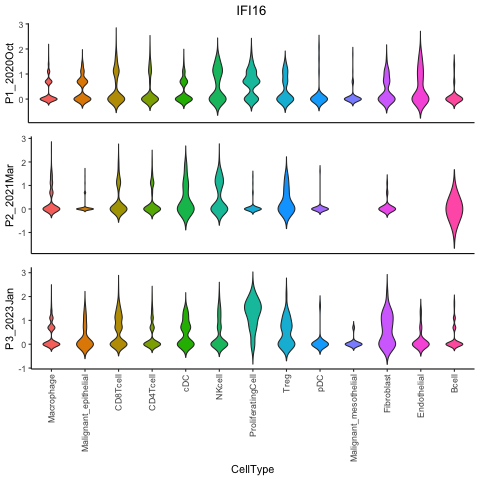 IFI16
P1_2020Oct
3
2
1
0
P2_2021Mar
3
2
1
0
-1
P3_2023Jan
3
2
1
0
-1
Macrophage
Malignant_epithelial
CD8Tcell
CD4Tcell
cDC
NKcell
ProliferatingCell
Treg
pDC
Malignant_mesothelial
Fibroblast
Endothelial
Bcell
CellType